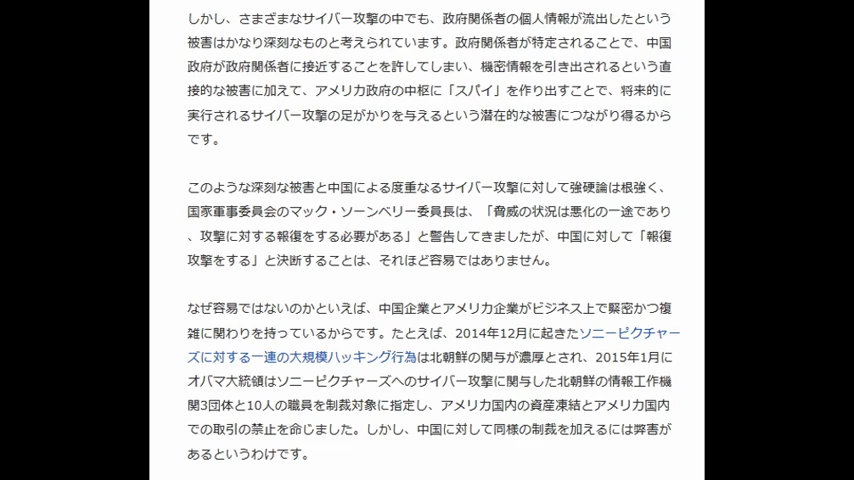 しかし、さまざまなサイバー攻撃の中でも、政府関係者の個人情報が流出したという
被害はかなり深刻なものと考えられています。政府関係者が特定されることで、中国
政府が政府関係者に接近することを許してしまい、機密情報を引き出されるという直
接的な被害に加えて、アメリカ政府の中枢に「スパイ」を作り出すことで、将来的に
実行されるサイバー攻撃の足がかりを与えるという潜在的な被害につながり得るから
です。
このような深刻な被害と中国による度重なるサイバー攻撃に対して強硬論は根強く、
国家軍事委員会のマック・ソーンベリー委員長は、「脅威の状況は悪化の一途であり
、攻撃に対する報復をする必要がある」と警告してきましたが、中国に対して「報復
攻撃をする」と決断することは、それほど容易ではありません。
なぜ容易ではないのかといえば、中国企業とアメリカ企業がビジネス上で緊密かつ複
雑に関わりを持っているからです。たとえば、2014年12月に起きたソニーピクチャー
ズに対する一連の大規模ハッキング行為は北朝鮮の関与が濃厚とされ、2015年1月に
オバマ大統領はソニーピクチャーズへのサイバー攻撃に関与した北朝鮮の情報工作機
関3団体と10人の職員を制裁対象に指定し、アメリカ国内の資産凍結とアメリカ国内
での取引の禁止を命じました。しかし、中国に対して同様の制裁を加えるには弊害が
あるというわけです。